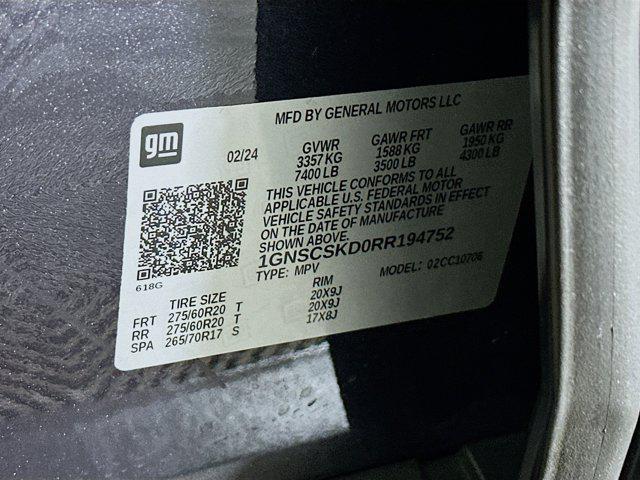 MFD BY GENERAL MOTORS LLC
gm
02/24
GVWR GAWR FRT GAWR RR
3357 KG 1588 KG 1950 KG
7400 LB 3500 LB 4300 LB
THIS VEHICLE CONFORMS TO ALL
APPLICABLE U.S. FEDERAL MOTOR
VEHICLE SAFETY STANDARDS IN EFFECT
ON THE DATE OF MANUFACTURE
SHOWN ABOVE.
1GNSCSKD0RR194752
TYPE: MPV MODEL: 02CC10706
618G
TIRE SIZE RIM
FRT 275/60R20 T 20X9J
RR 275/60R20 T 20X9J
SPA 265/70R17 S 17X8J